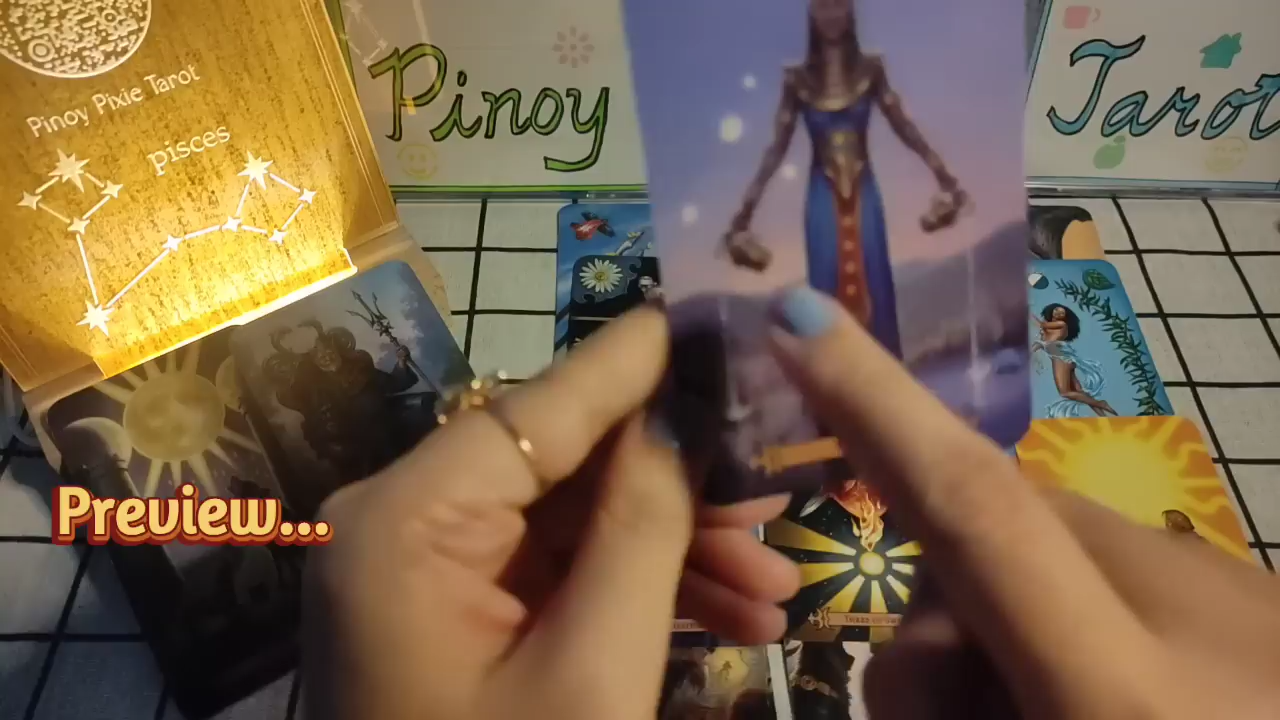 Pinoy Pixie Tarot
pisces
Pinoy
Tarot
Preview...